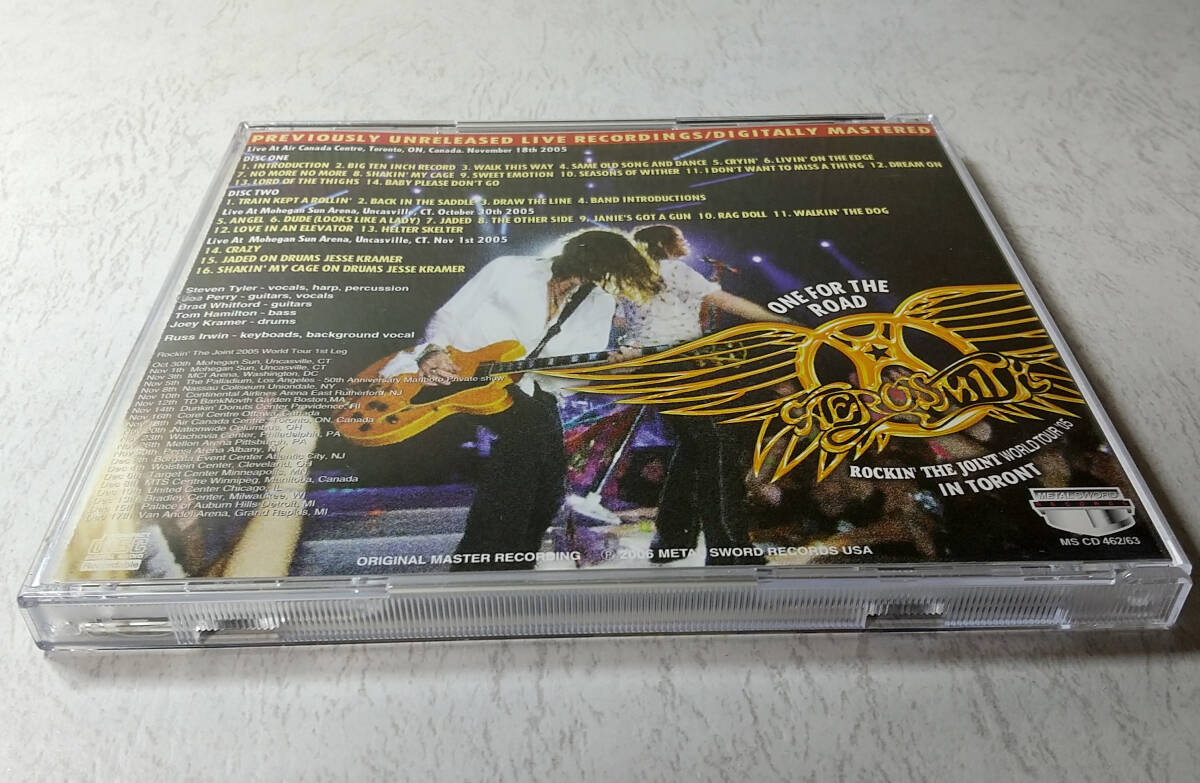 PREVIOUSLY UNRELEASED LIVE RECORDINGS/DIGITALLY MASTERED
Live At Air Canada Centre, Toronto, ON, Canada. November 18th 2005
DISC ONE
1. INTRODUCTION 2. BIG TEN INCH RECORD 3. WALK THIS WAY 4. SAME OLD SONG AND DANCE 5. CRYIN' 6. LIVIN' ON THE EDGE
7. NO MORE NO MORE 8. SHAKIN' MY CAGE 9. SWEET EMOTION 10. SEASONS OF WITHER 11. I DON'T WANT TO MISS A THING 12. DREAM ON
13. LORD OF THE THIGHS 14. BABY PLEASE DON'T GO
DISC TWO
1. TRAIN KEPT A ROLLIN' 2. BACK IN THE SADDLE 3. DRAW THE LINE 4. BAND INTRODUCTIONS
Live At Mohegan Sun Arena, Uncasville, CT. October 30th 2005
5. ANGEL 6. DUDE (LOOKS LIKE A LADY) 7. JADED 8. THE OTHER SIDE 9. JANIE'S GOT A GUN 10. RAG DOLL 11. WALKIN' THE DOG
12. LOVE IN AN ELEVATOR 13. HELTER SKELTER
Live At Mohegan Sun Arena, Uncasville, CT. Nov 1st 2005
14. CRAZY
15. JADED ON DRUMS JESSE KRAMER
16. SHAKIN' MY CAGE ON DRUMS JESSE KRAMER
Steven Tyler - vocals, harp, percussion
Joe Perry - guitars, vocals
Brad Whitford - guitars
Tom Hamilton - bass
Joey Kramer - drums
Russ Irwin - keyboads, background vocal
Rockin' The Joint 2005 World Tour 1st Leg
Oct 30th Mohegan Sun, Uncasville, CT
Nov 1th Mohegan Sun, Uncasville, CT
Nov 3th MCI Arena, Washington, DC
Nov 5th The Palladium, Los Angeles - 50th Anniversary Marlboro Private show
Nov 8th Nassau Coliseum Uniondale, NY
Nov 10th Continental Airlines Arena East Rutherford, NJ
Nov 12th TD BankNovth Garden Boston,MA
Nov 14th Dunkin' Donuts Center Providence, RI
Nov 16th Corel Centre Ottawa, Canada
Nov 18th Air Canada Centre Toronto, ON, Canada
Nationwide Columbus, OH
23th Wachovia Center, Philadelphia, PA
Mellon Arena Pittsburgh, PA
Pepsi Arena Albany, NY
Borgata Event Center Atlantic City, NJ
Wolstein Center, Cleveland, OH
Target Center Minneapolis, MN
MTS Centre Winnipeg, Manitova, Canada
United Center Chicago, IL
Bradley Center, Milwaukee, WI
Palace of Auburn Hills Detroit, MI
Van Andel Arena, Grand Rapids, MI
ONE FOR THE
ROAD
AEROSMITH
ROCKIN' THE JOINT WORLD TOUR '05
IN TORONT
METAL SWORD
MS CD 462/63
Recordable
ORIGINAL MASTER RECORDING Ⓟ 2006 METAL SWORD RECORDS USA